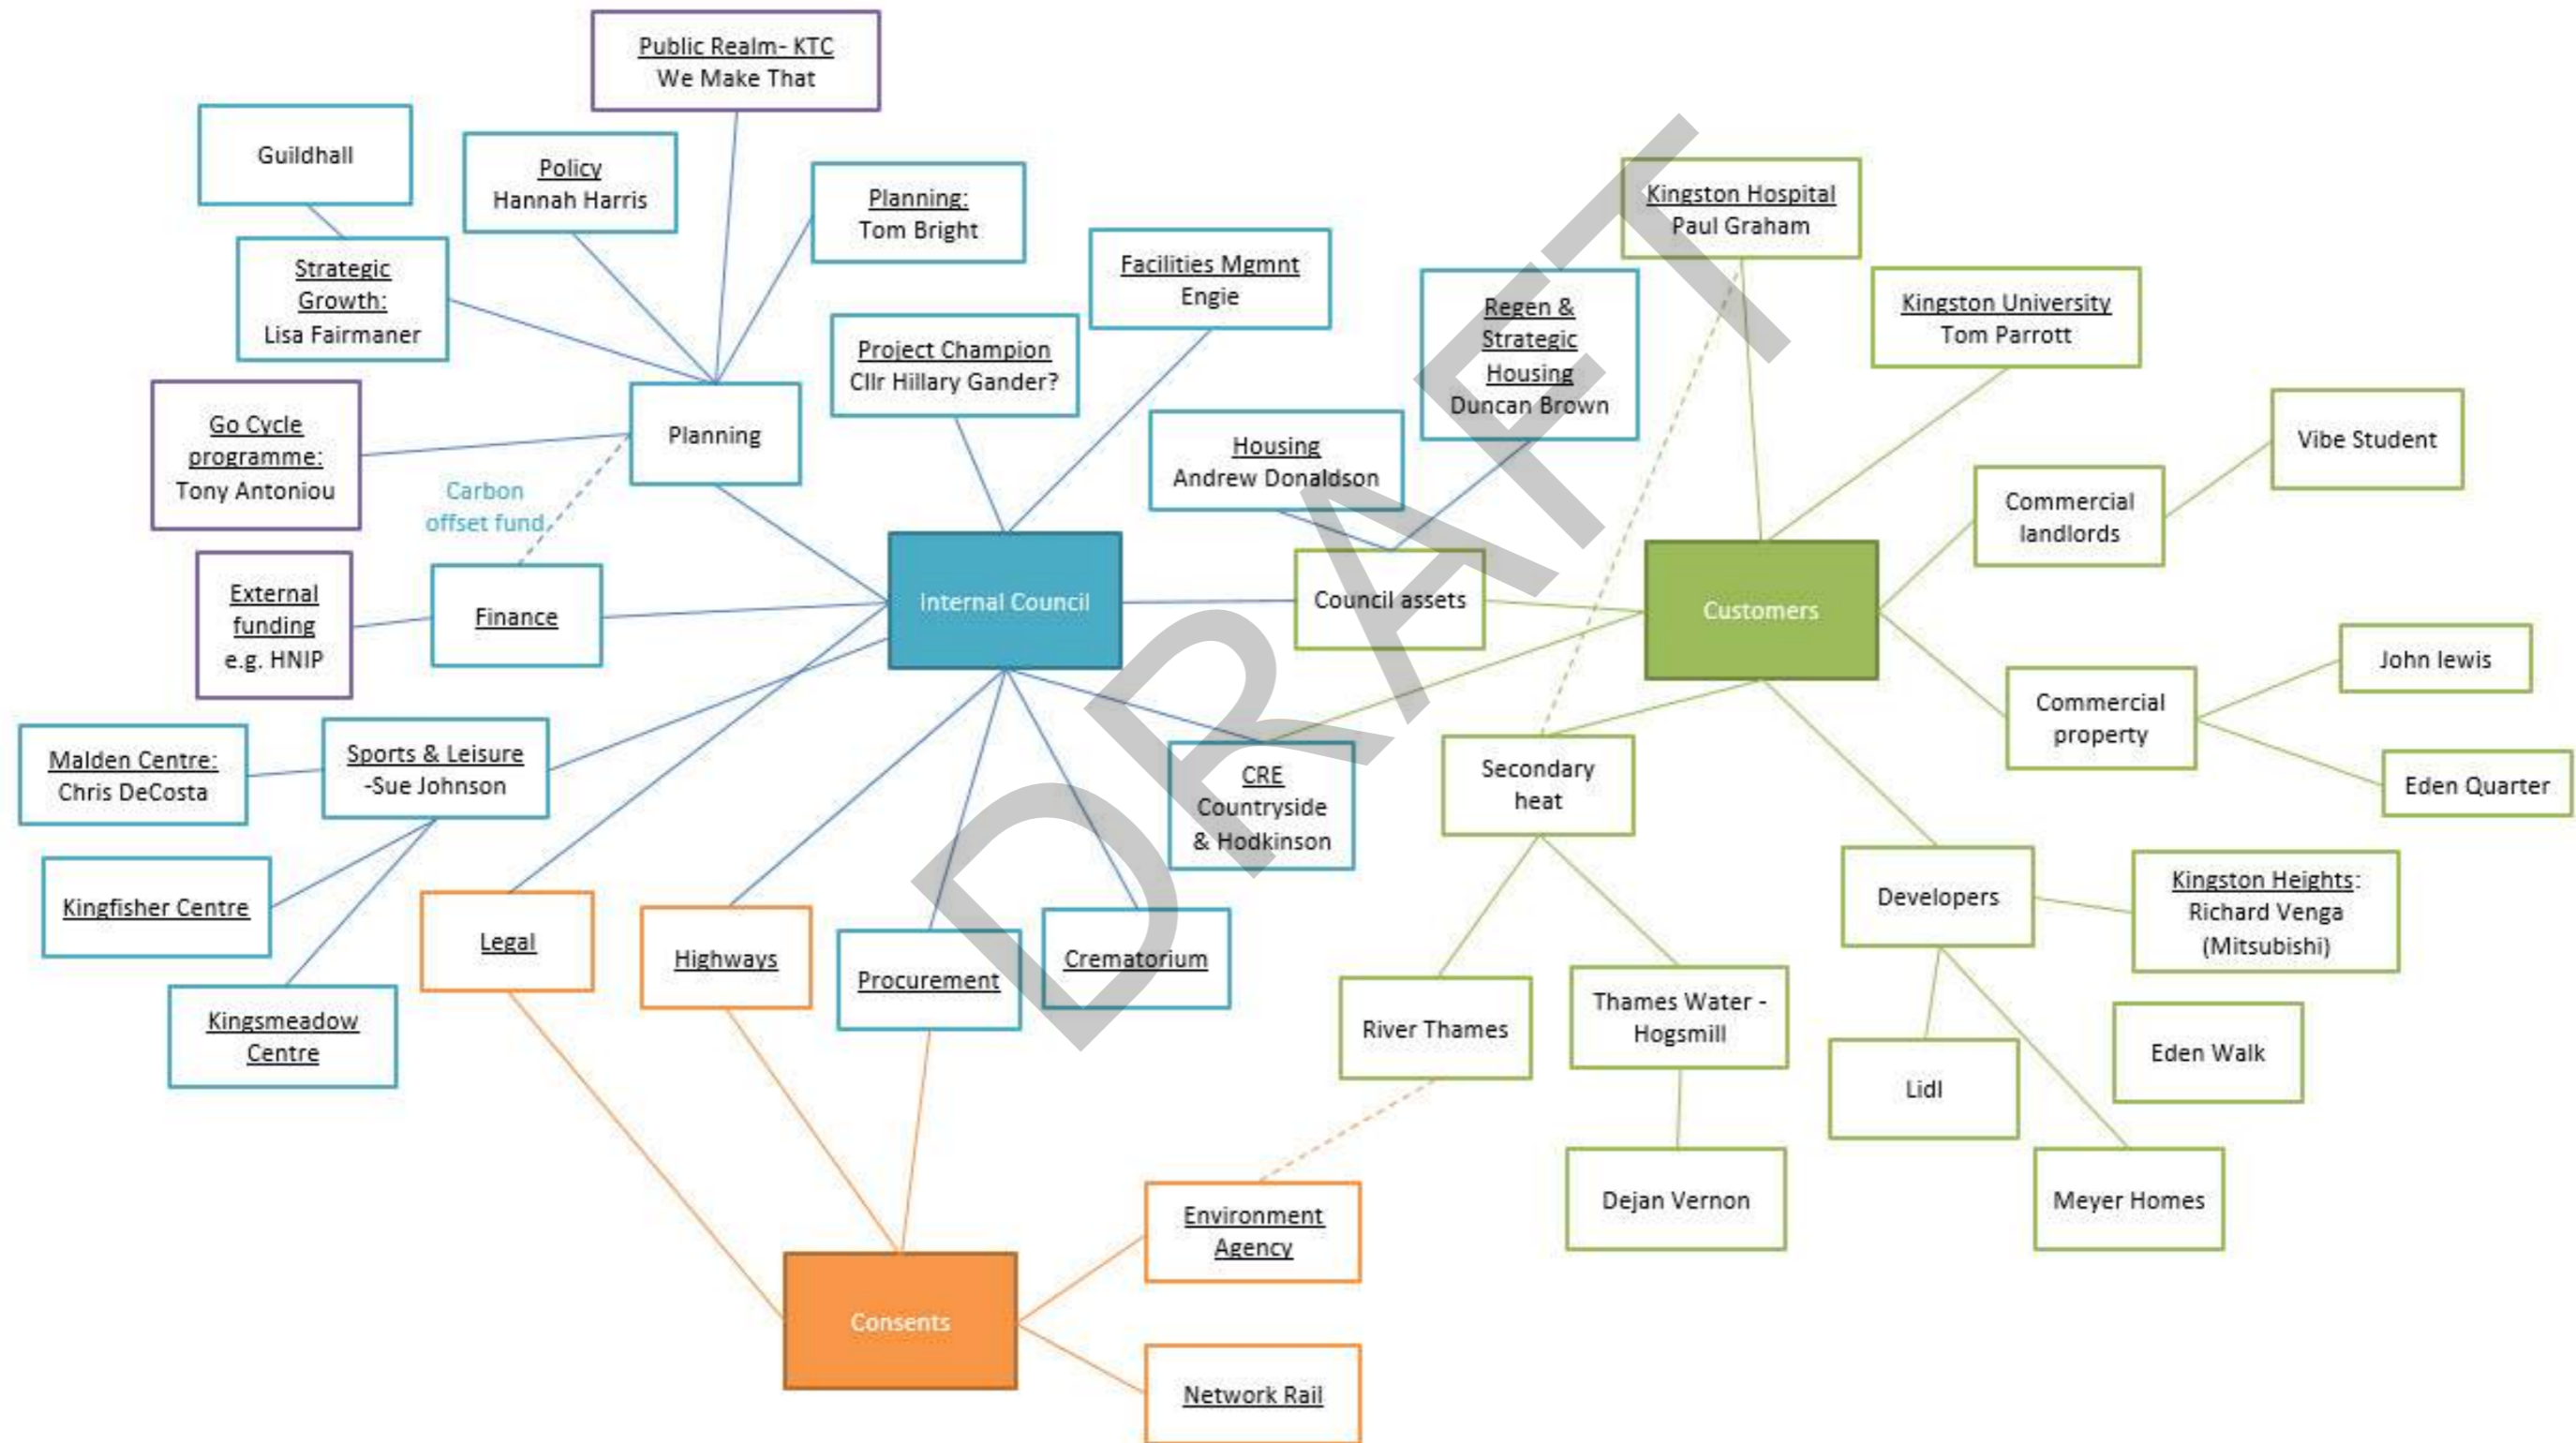 Public Realm- KTC
We Make That
Guildhall
Policy
Hannah Harris
Planning:
Tom Bright
Kingston Hospital
Paul Graham
Strategic
Growth:
Lisa Fairmaner
Facilities Mgmnt
Engie
Regen &
Strategic
Housing
Duncan Brown
Kingston University
Tom Parrott
Project Champion
Cllr Hillary Gander?
Go Cycle
programme:
Tony Antoniou
Planning
Housing
Andrew Donaldson
Vibe Student
Carbon
offset fund
Commercial
landlords
External
funding
e.g. HNIP
Finance
Internal Council
Council assets
Customers
John lewis
Malden Centre:
Chris DeCosta
Sports & Leisure
-Sue Johnson
CRE
Countryside
& Hodkinson
Secondary
heat
Commercial
property
Eden Quarter
Kingfisher Centre
Legal
Highways
Procurement
Crematorium
Developers
Kingston Heights:
Richard Venga
(Mitsubishi)
Kingsmeadow
Centre
River Thames
Thames Water -
Hogsmill
Lidl
Eden Walk
Dejan Vernon
Meyer Homes
Environment
Agency
Consents
Network Rail
DRAFT